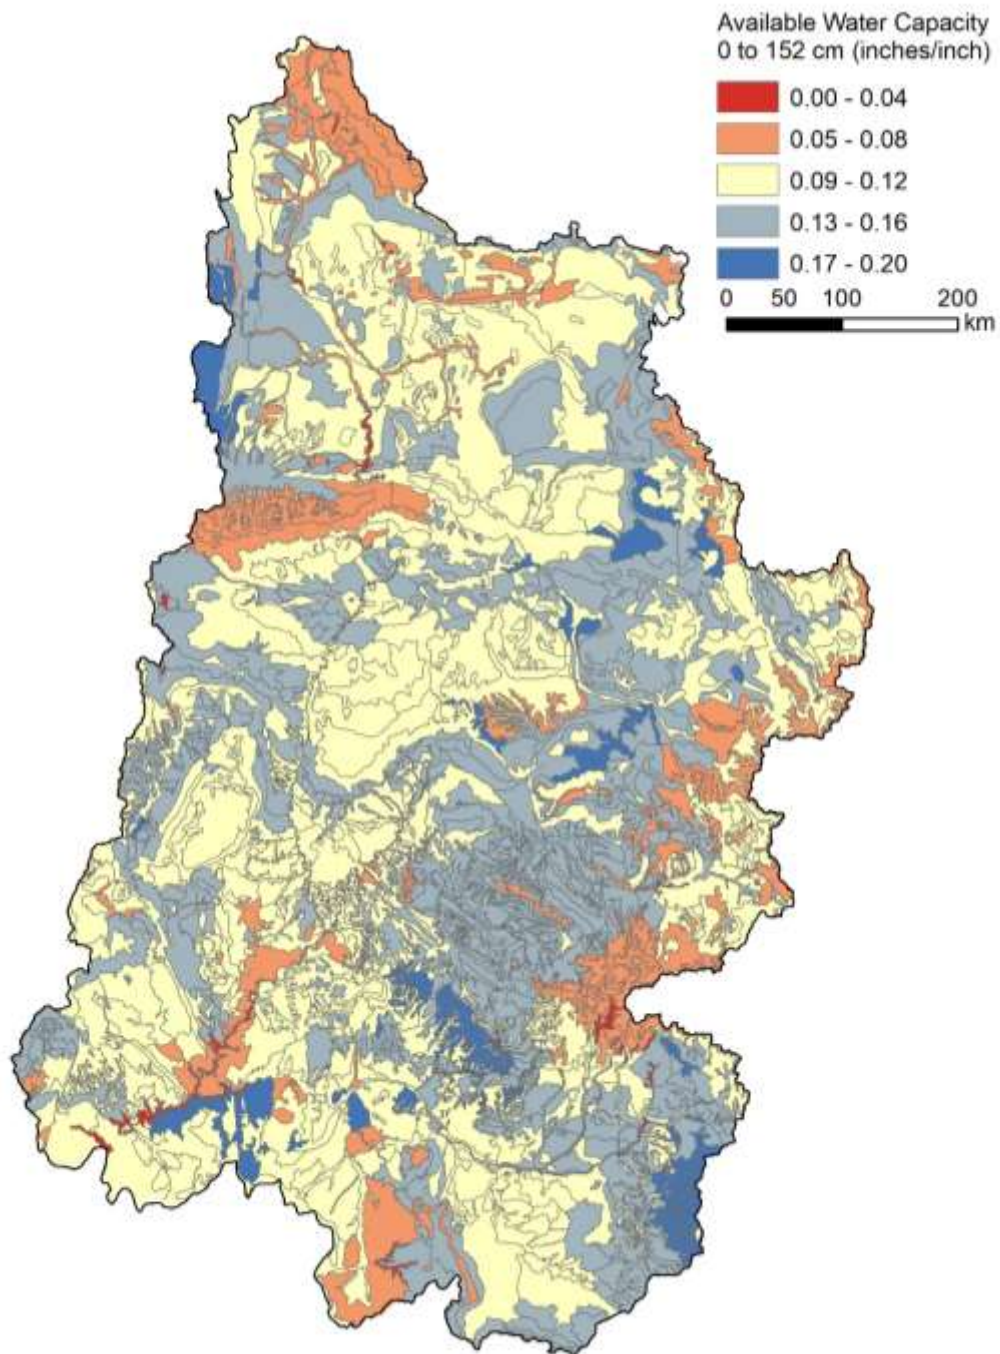 Available Water Capacity
0 to 152 cm (inches/inch)
0.00 - 0.04
0.05 - 0.08
0.09 - 0.12
0.13 - 0.16
0.17 - 0.20
0 50 100 200
km